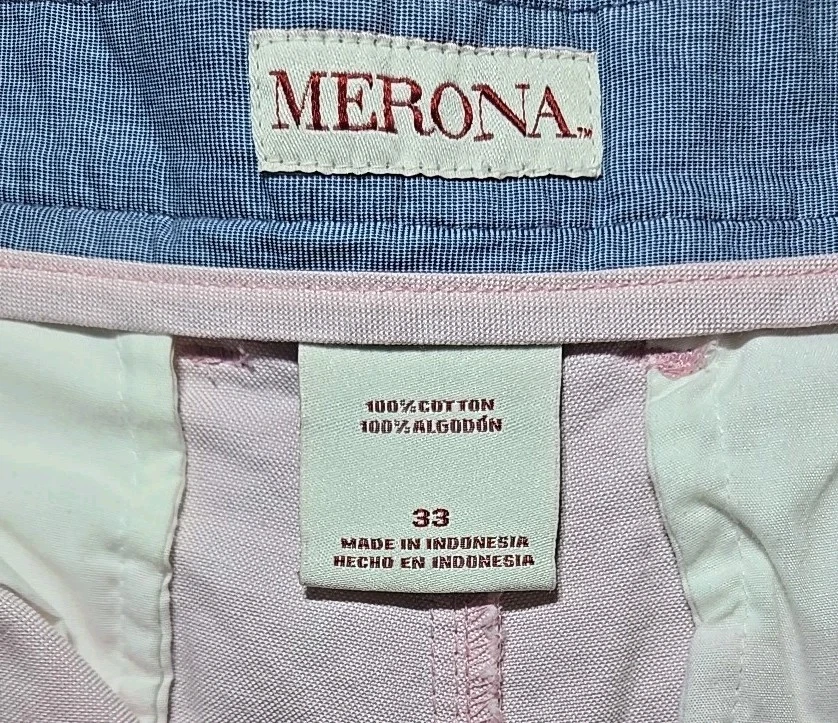 MERONA™
100% COTTON
100% ALGODÓN
33
MADE IN INDONESIA
HECHO EN INDONESIA